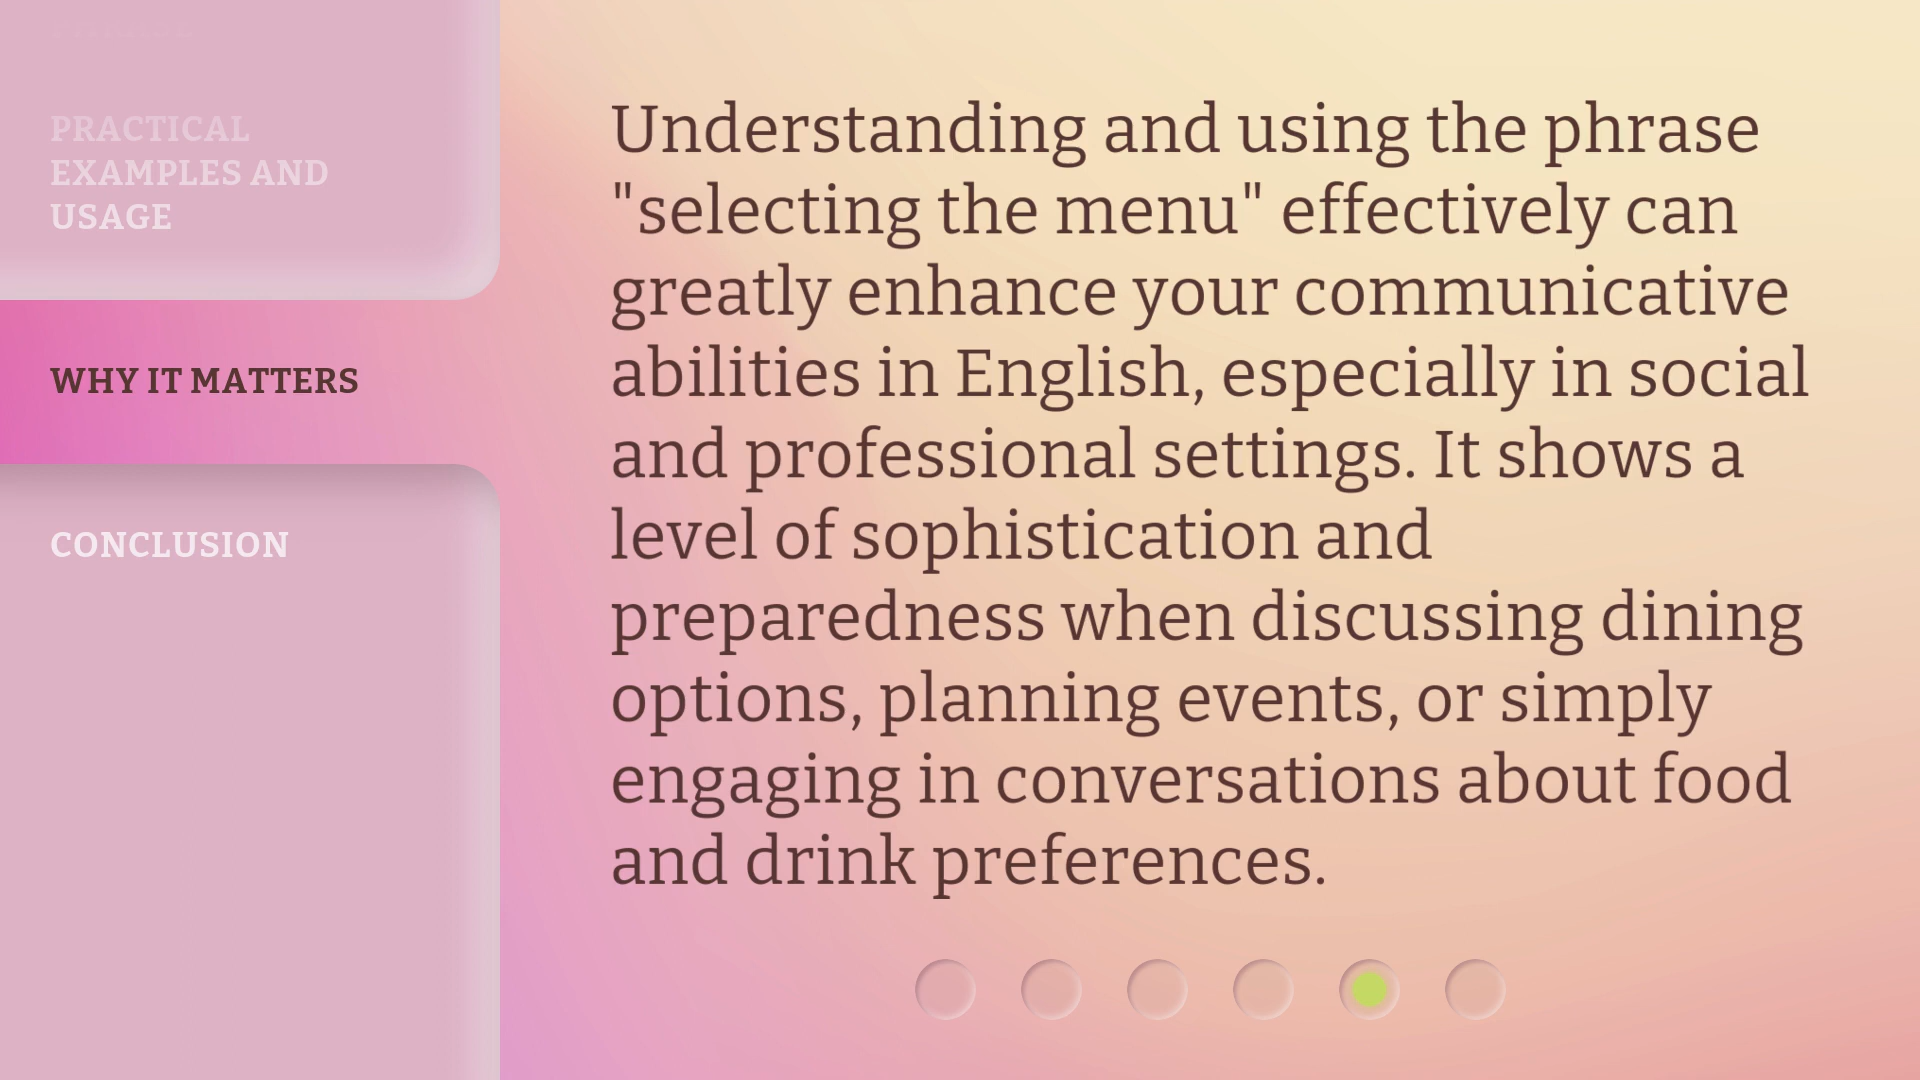 PRACTICAL
EXAMPLES AND
USAGE
WHY IT MATTERS
CONCLUSION
Understanding and using the phrase
"selecting the menu" effectively can
greatly enhance your communicative
abilities in English, especially in social
and professional settings. It shows a
level of sophistication and
preparedness when discussing dining
options, planning events, or simply
engaging in conversations about food
and drink preferences.